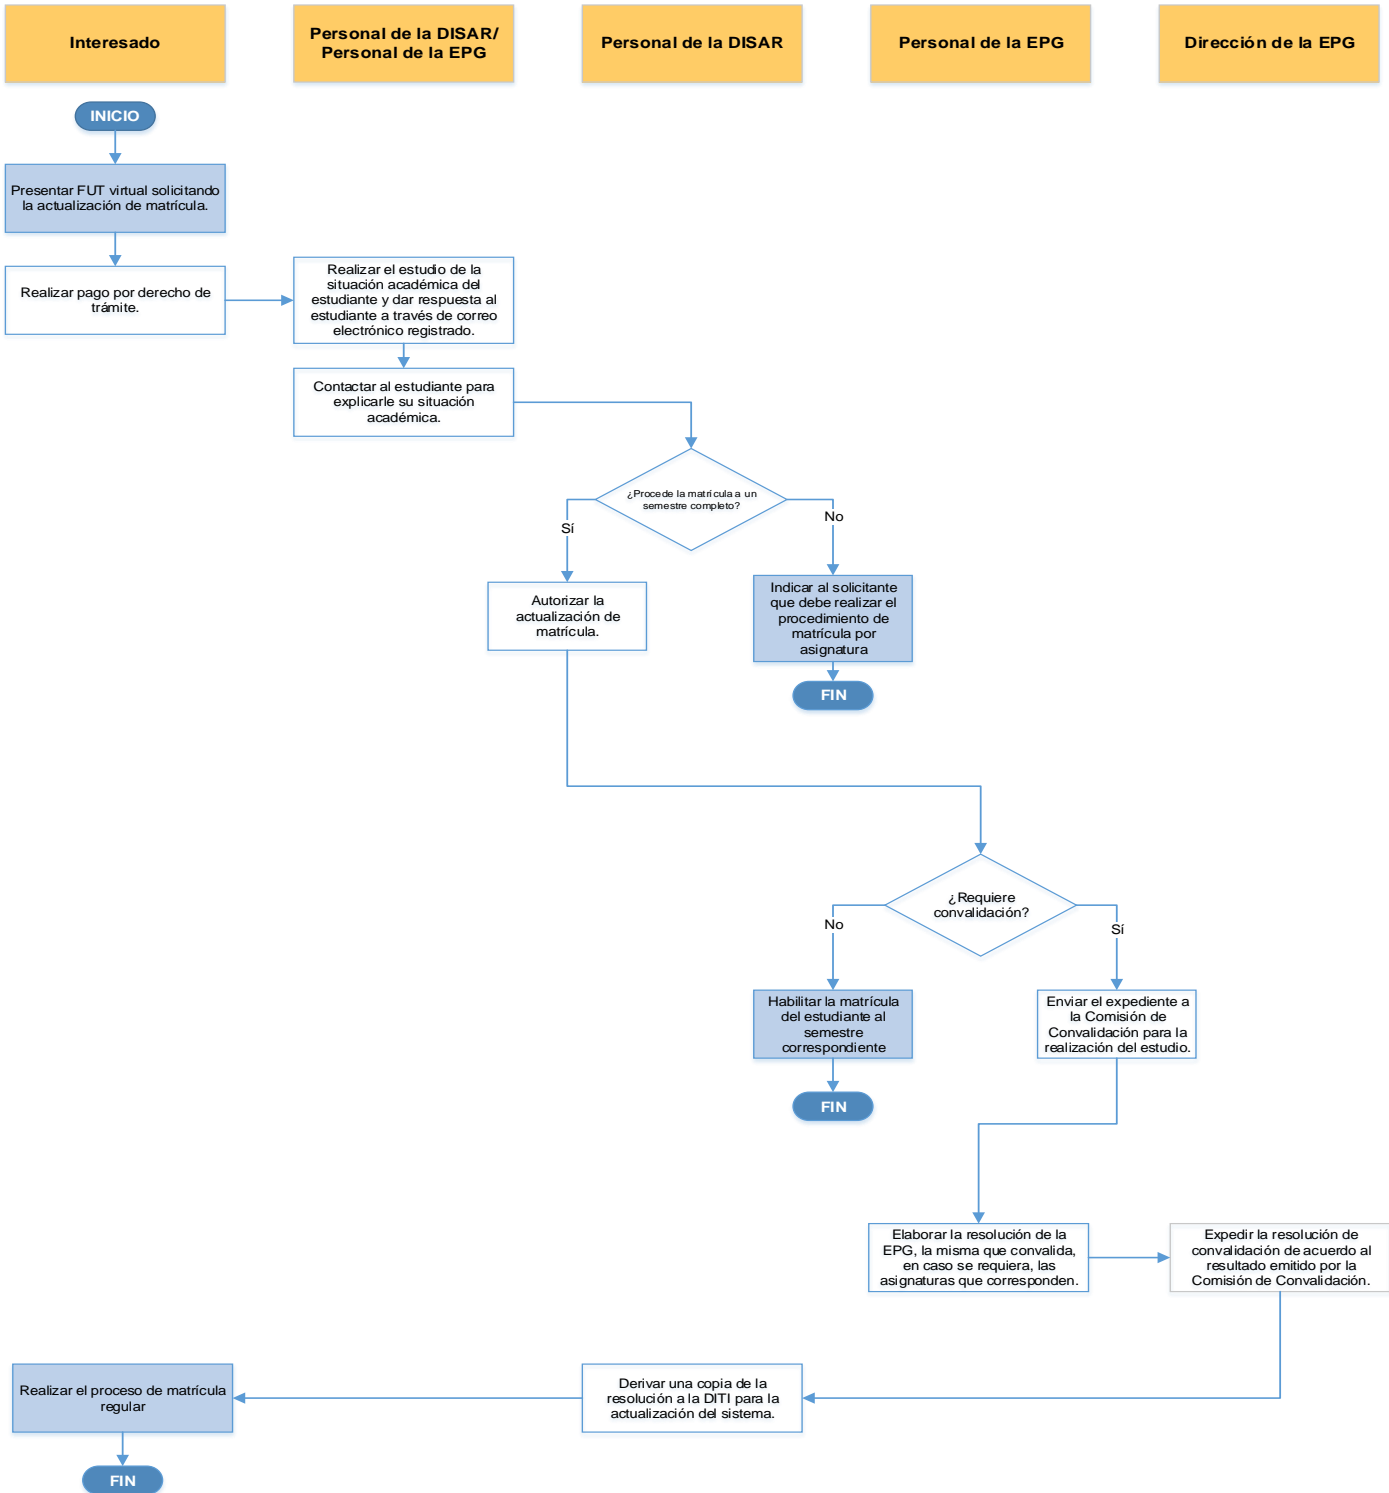 Interesado
Personal de la DISAR/
Personal de la EPG
Personal de la DISAR
Personal de la EPG
Dirección de la EPG
INICIO
Presentar FUT virtual solicitando
la actualización de matrícula.
Realizar pago por derecho de
trámite.
Realizar el estudio de la
situación académica del
estudiante y dar respuesta al
estudiante a través de correo
electrónico registrado.
Contactar al estudiante para
explicarle su situación
académica.
¿Procede la matrícula a un
semestre completo?
Sí
No
Autorizar la
actualización de
matrícula.
Indicar al solicitante
que debe realizar el
procedimiento de
matrícula por
asignatura
FIN
¿Requiere
convalidación?
No
Sí
Habilitar la matrícula
del estudiante al
semestre
correspondiente
Enviar el expediente a
la Comisión de
Convalidación para la
realización del estudio.
FIN
Elaborar la resolución de la
EPG, la misma que convalida,
en caso se requiera, las
asignaturas que corresponden.
Expedir la resolución de
convalidación de acuerdo al
resultado emitido por la
Comisión de Convalidación.
Realizar el proceso de matrícula
regular
Derivar una copia de la
resolución a la DITI para la
actualización del sistema.
FIN